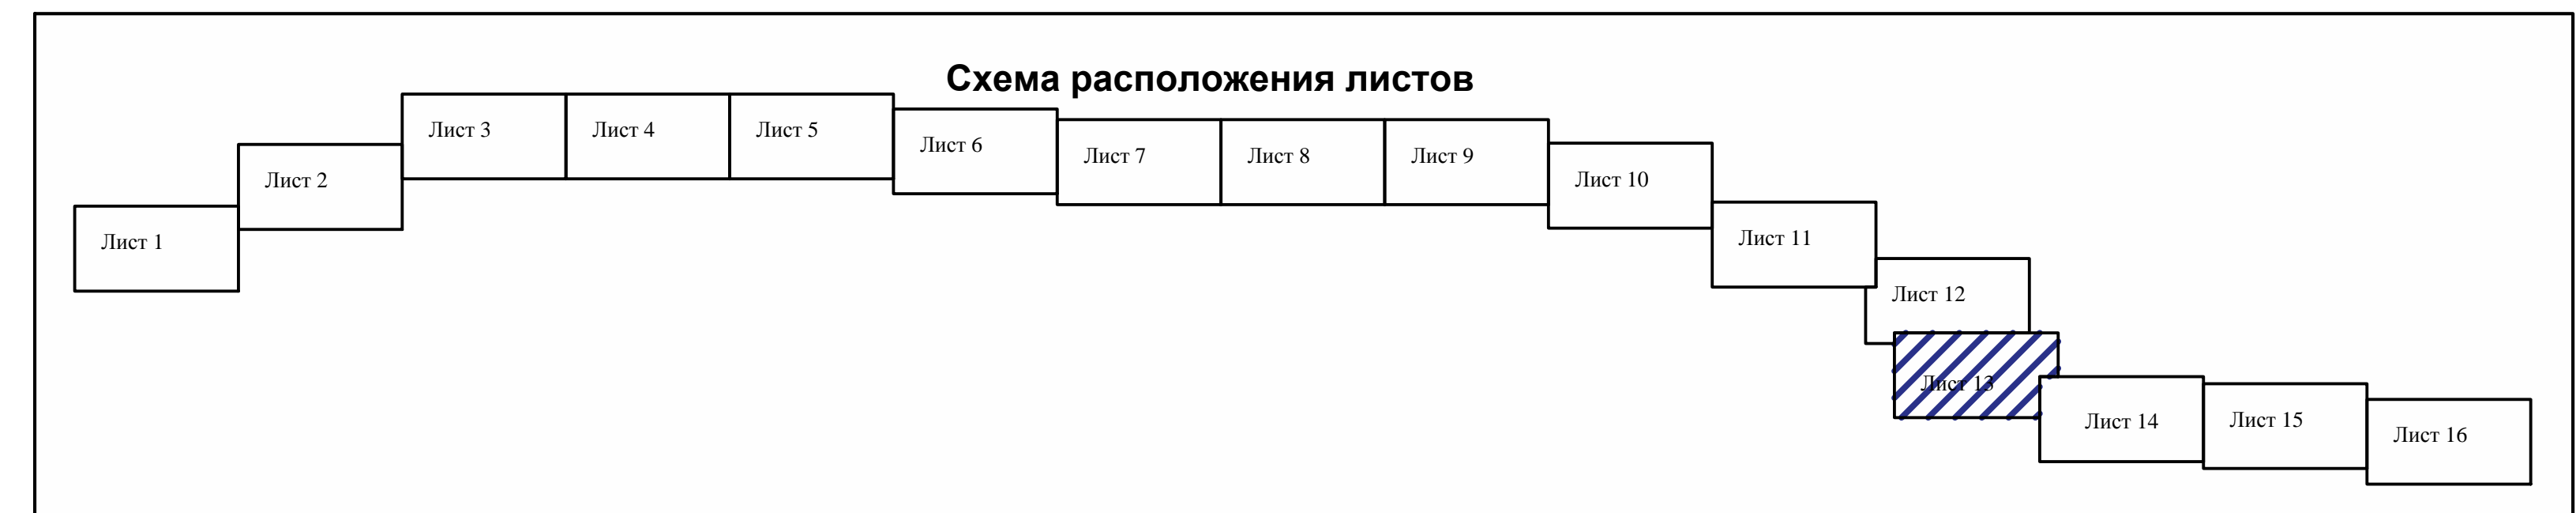 Схема расположения листов
Лист 1
Лист 2
Лист 3
Лист 4
Лист 5
Лист 6
Лист 7
Лист 8
Лист 9
Лист 10
Лист 11
Лист 12
Лист 13
Лист 14
Лист 15
Лист 16